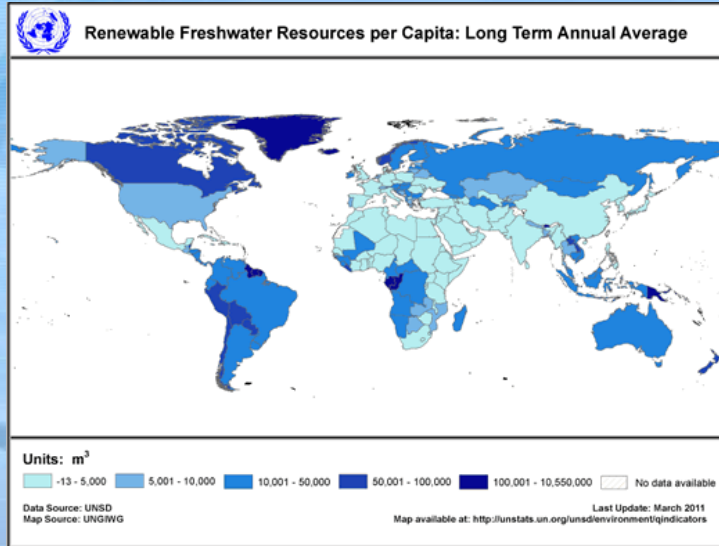 Renewable Freshwater Resources per Capita: Long Term Annual Average
Units: m³
-13 - 5,000 5,001 - 10,000 10,001 - 50,000 50,001 - 100,000 100,001 - 10,550,000 No data available
Data Source: UNSD Last Update: March 2011
Map Source: UNGIWG Map available at: http://unstats.un.org/unsd/environment/qindicators